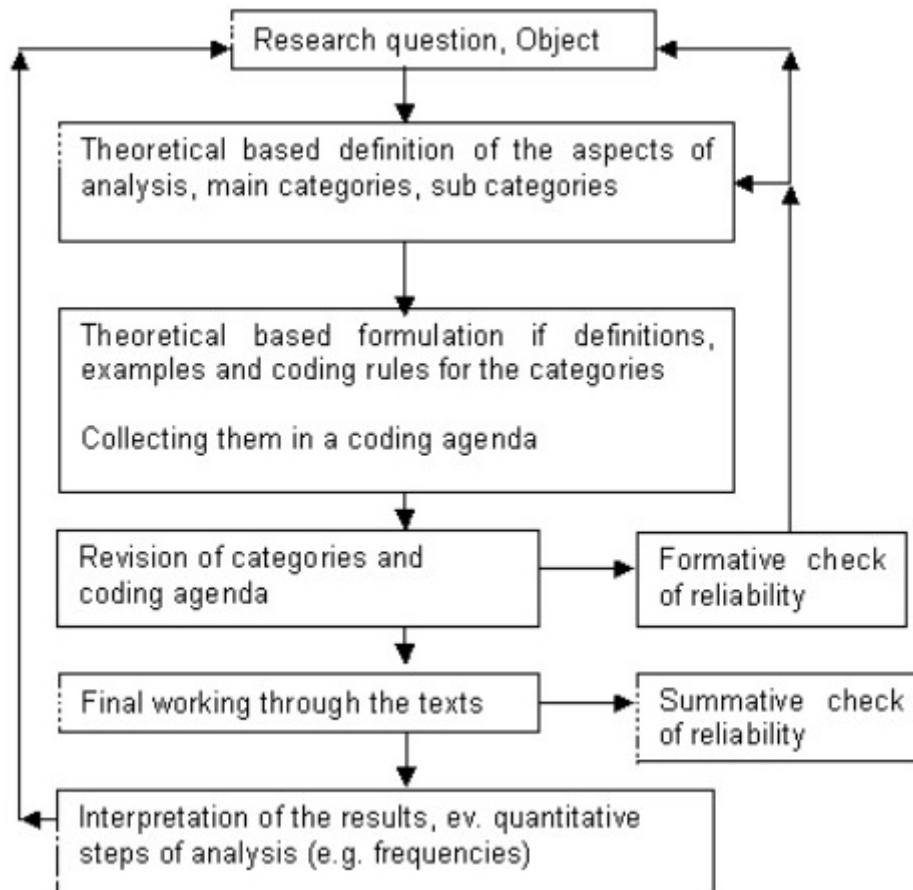 Research question, Object
Theoretical based definition of the aspects of
analysis, main categories, sub categories
Theoretical based formulation if definitions,
examples and coding rules for the categories
Collecting them in a coding agenda
Revision of categories and
coding agenda
Formative check
of reliability
Final working through the texts
Summative check
of reliability
Interpretation of the results, ev. quantitative
steps of analysis (e.g. frequencies)